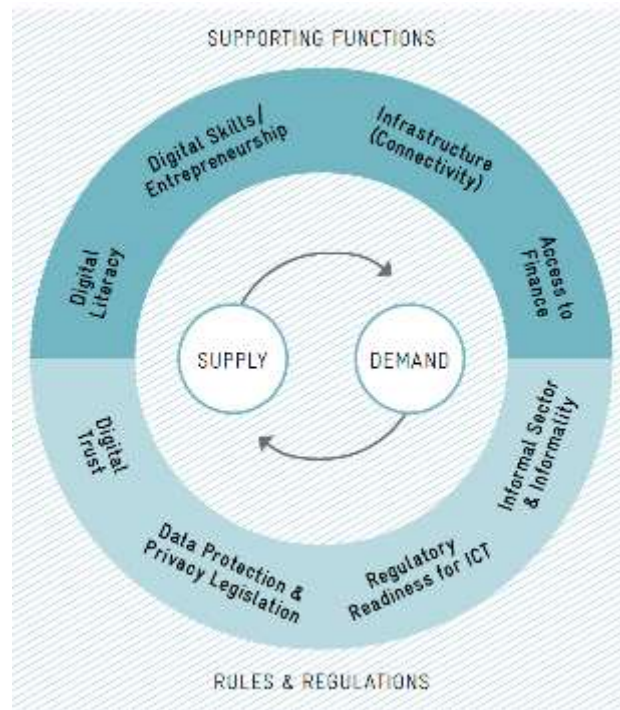 SUPPORTING FUNCTIONS
Digital Literacy
Digital Skills/
Entrepreneurship
Infrastructure
(Connectivity)
Access to
Finance
SUPPLY
DEMAND
Digital
Trust
Data Protection &
Privacy Legislation
Regulatory
Readiness for ICT
Informal Sector
& Informality
RULES & REGULATIONS